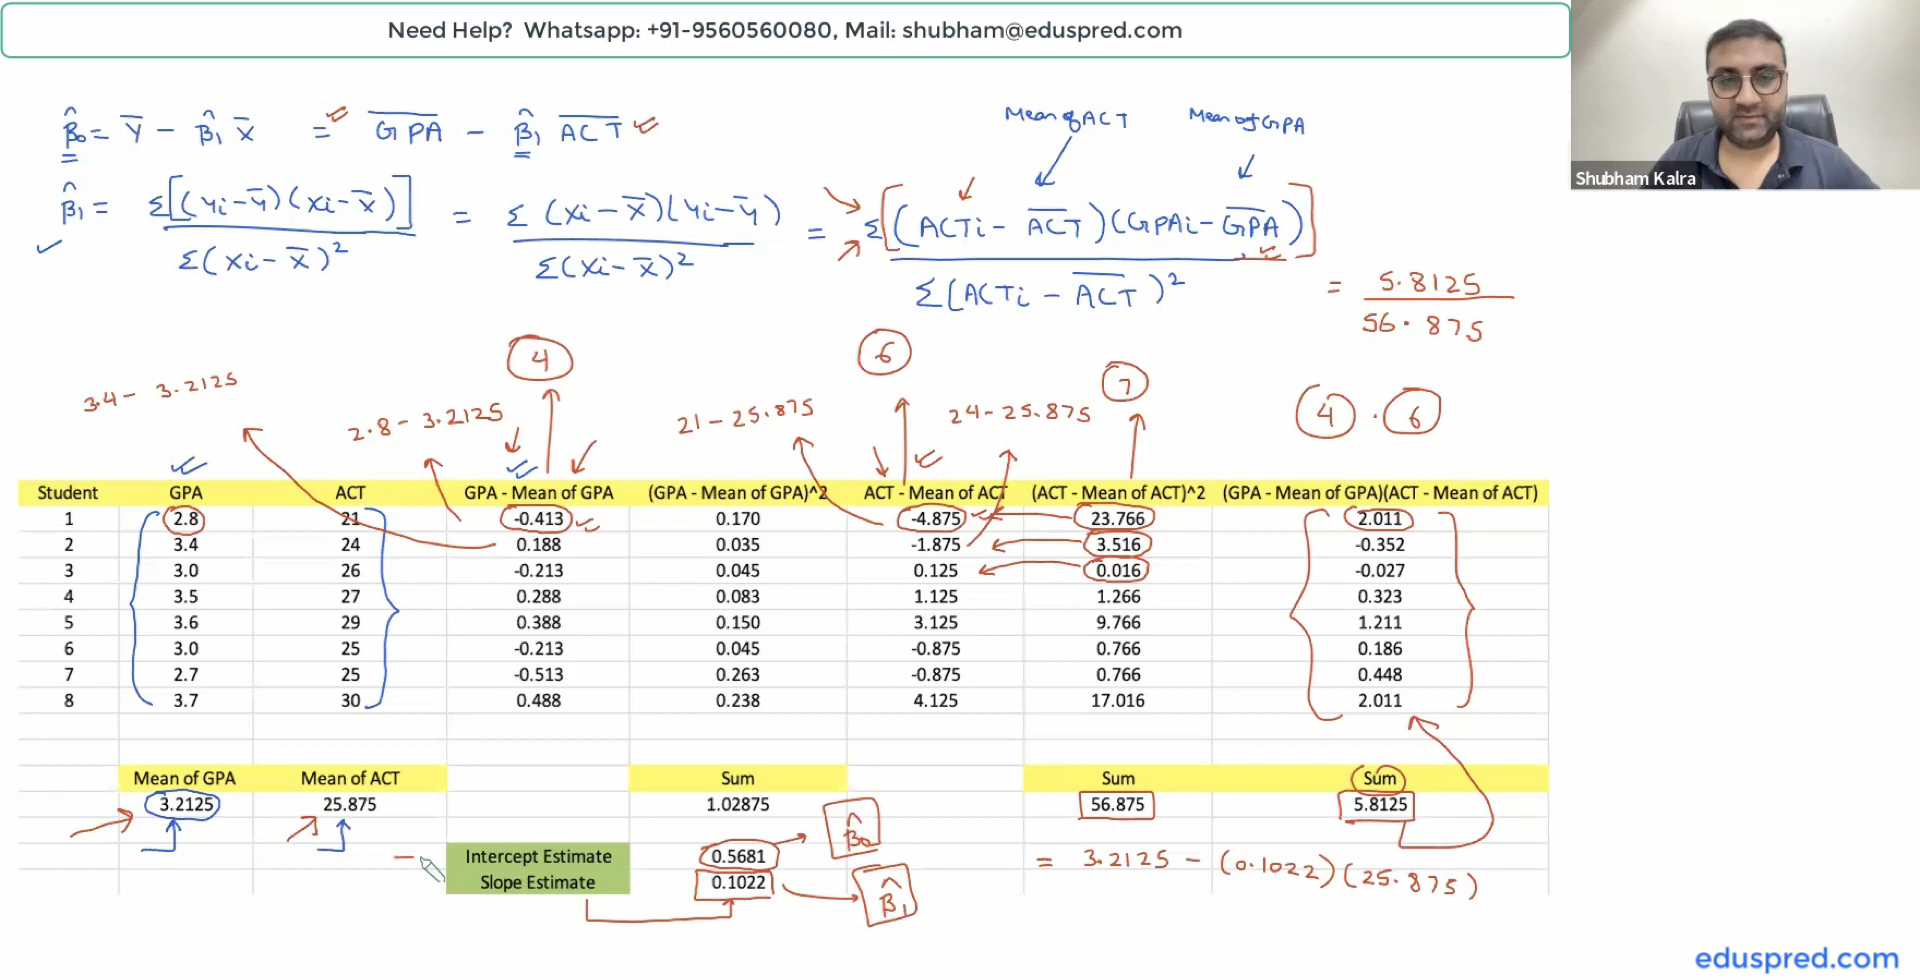 Need Help? Whatsapp: +91-9560560080, Mail: shubham@eduspred.com
Shubham Kalra
β̂₀ = Y̅ - β̂₁ X̅ = G̅P̅A̅ - β̂₁ A̅C̅T̅
Mean of ACT
Mean of GPA
β̂₁ = Σ[(yi-y̅)(xi-x̅)] / Σ(xi-x̅)² = Σ(xi-x̅)(yi-y̅) / Σ(xi-x̅)² = Σ[(ACTi - A̅C̅T̅)(GPAi - G̅P̅A̅)] / Σ(ACTi - A̅C̅T̅)² = 5.8125 / 56.875
4
6
7
4 · 6
3.4 - 3.2125
2.8 - 3.2125
21 - 25.875
24 - 25.875
Student GPA ACT GPA - Mean of GPA (GPA - Mean of GPA)^2 ACT - Mean of ACT (ACT - Mean of ACT)^2 (GPA - Mean of GPA)(ACT - Mean of ACT)
1 2.8 21 -0.413 0.170 -4.875 23.766 2.011
2 3.4 24 0.188 0.035 -1.875 3.516 -0.352
3 3.0 26 -0.213 0.045 0.125 0.016 -0.027
4 3.5 27 0.288 0.083 1.125 1.266 0.323
5 3.6 29 0.388 0.150 3.125 9.766 1.211
6 3.0 25 -0.213 0.045 -0.875 0.766 0.186
7 2.7 25 -0.513 0.263 -0.875 0.766 0.448
8 3.7 30 0.488 0.238 4.125 17.016 2.011
Mean of GPA Mean of ACT Sum Sum Sum
3.2125 25.875 1.02875 56.875 5.8125
Intercept Estimate 0.5681 β̂₀
Slope Estimate 0.1022 β̂₁
= 3.2125 - (0.1022)(25.875)
eduspred.com